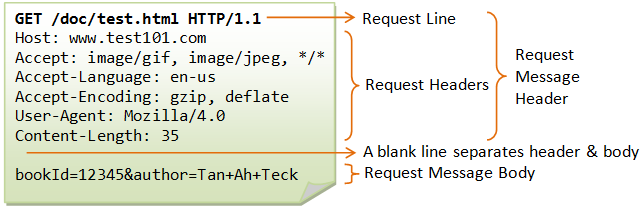 GET /doc/test.html HTTP/1.1
Host: www.test101.com
Accept: image/gif, image/jpeg, */*
Accept-Language: en-us
Accept-Encoding: gzip, deflate
User-Agent: Mozilla/4.0
Content-Length: 35
bookId=12345&author=Tan+Ah+Teck
Request Line
Request Headers
Request
Message
Header
A blank line separates header & body
Request Message Body